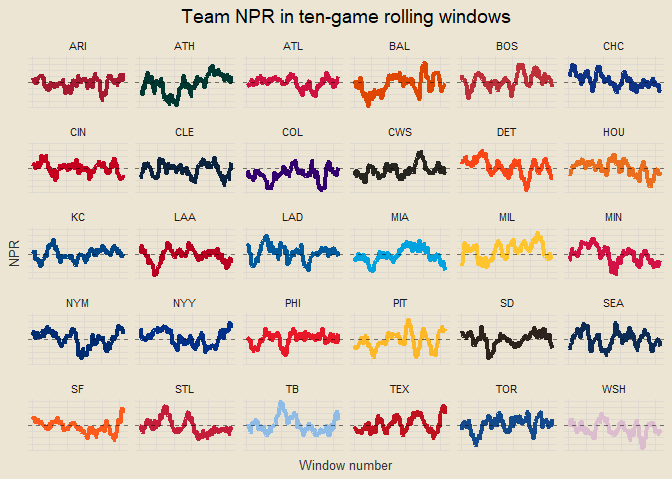 Team NPR in ten-game rolling windows
ARI ATH ATL BAL BOS CHC
CIN CLE COL CWS DET HOU
KC LAA LAD MIA MIL MIN
NPR
NYM NYY PHI PIT SD SEA
SF STL TB TEX TOR WSH
Window number